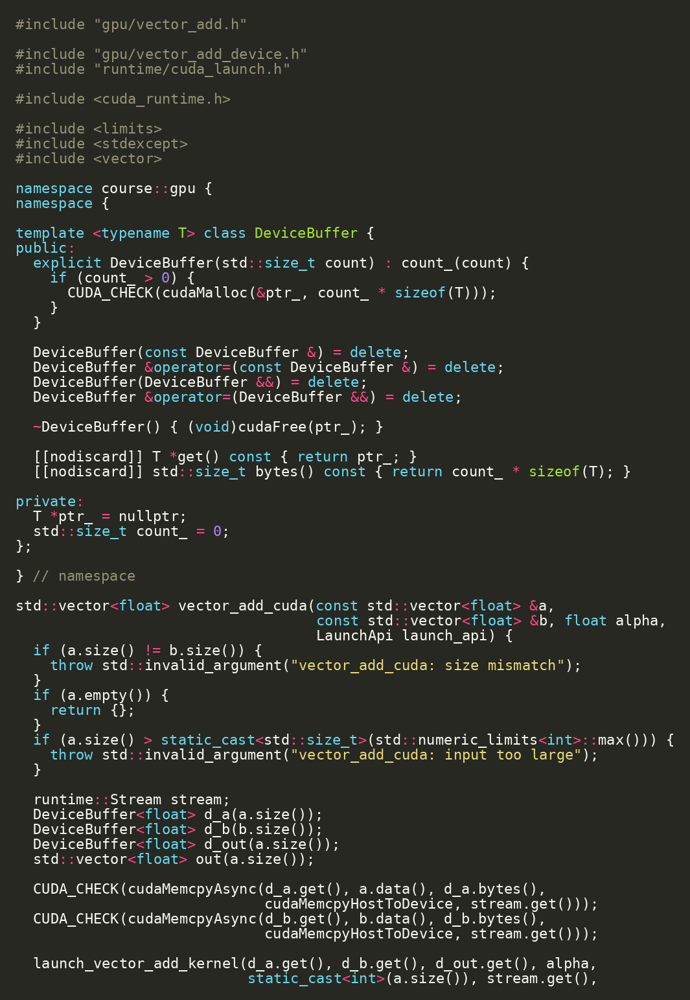 #include "gpu/vector_add.h"

#include "gpu/vector_add_device.h"
#include "runtime/cuda_launch.h"

#include <cuda_runtime.h>

#include <limits>
#include <stdexcept>
#include <vector>

namespace course::gpu {
namespace {

template <typename T> class DeviceBuffer {
public:
  explicit DeviceBuffer(std::size_t count) : count_(count) {
    if (count_ > 0) {
      CUDA_CHECK(cudaMalloc(&ptr_, count_ * sizeof(T)));
    }
  }

  DeviceBuffer(const DeviceBuffer &) = delete;
  DeviceBuffer &operator=(const DeviceBuffer &) = delete;
  DeviceBuffer(DeviceBuffer &&) = delete;
  DeviceBuffer &operator=(DeviceBuffer &&) = delete;

  ~DeviceBuffer() { (void)cudaFree(ptr_); }

  [[nodiscard]] T *get() const { return ptr_; }
  [[nodiscard]] std::size_t bytes() const { return count_ * sizeof(T); }

private:
  T *ptr_ = nullptr;
  std::size_t count_ = 0;
};

} // namespace

std::vector<float> vector_add_cuda(const std::vector<float> &a,
                                   const std::vector<float> &b, float alpha,
                                   LaunchApi launch_api) {
  if (a.size() != b.size()) {
    throw std::invalid_argument("vector_add_cuda: size mismatch");
  }
  if (a.empty()) {
    return {};
  }
  if (a.size() > static_cast<std::size_t>(std::numeric_limits<int>::max())) {
    throw std::invalid_argument("vector_add_cuda: input too large");
  }

  runtime::Stream stream;
  DeviceBuffer<float> d_a(a.size());
  DeviceBuffer<float> d_b(b.size());
  DeviceBuffer<float> d_out(a.size());
  std::vector<float> out(a.size());

  CUDA_CHECK(cudaMemcpyAsync(d_a.get(), a.data(), d_a.bytes(),
                             cudaMemcpyHostToDevice, stream.get()));
  CUDA_CHECK(cudaMemcpyAsync(d_b.get(), b.data(), d_b.bytes(),
                             cudaMemcpyHostToDevice, stream.get()));

  launch_vector_add_kernel(d_a.get(), d_b.get(), d_out.get(), alpha,
                           static_cast<int>(a.size()), stream.get(),